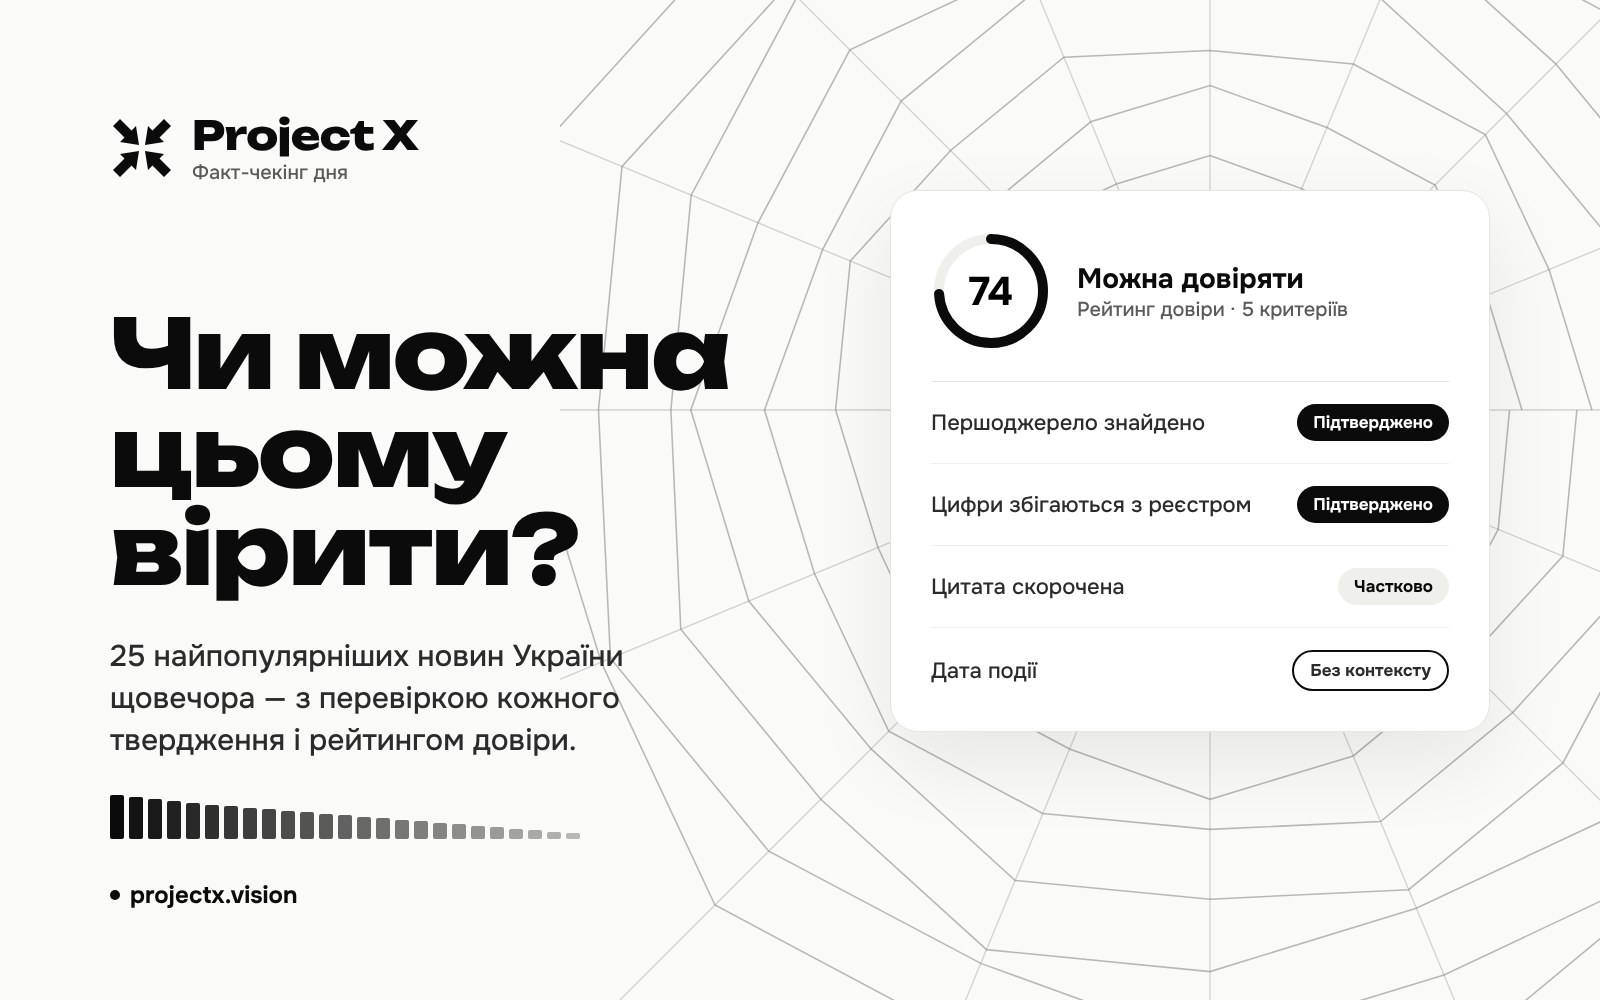 Project X
Факт-чекінг дня
Чи можна
цьому
вірити?
25 найпопулярніших новин України
щовечора — з перевіркою кожного
твердження і рейтингом довіри.
projectx.vision
74
Можна довіряти
Рейтинг довіри · 5 критеріїв
Першоджерело знайдено
Підтверджено
Цифри збігаються з реєстром
Підтверджено
Цитата скорочена
Частково
Дата події
Без контексту